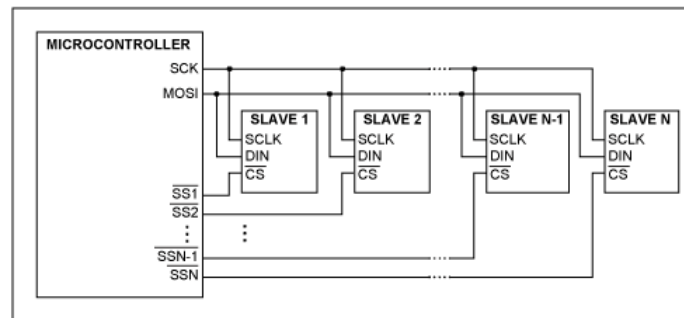 MICROCONTROLLER
SCK
MOSI
SLAVE 1
SCLK
DIN
CS
SLAVE 2
SCLK
DIN
CS
SLAVE N-1
SCLK
DIN
CS
SLAVE N
SCLK
DIN
CS
SS1
SS2
SSN-1
SSN